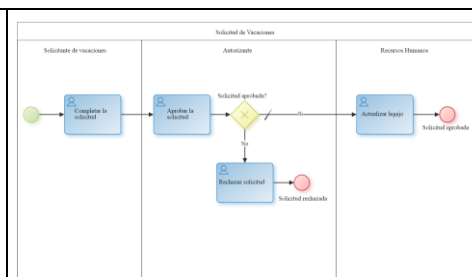 Solicitud de Vacaciones
Solicitante de vacaciones
Autorizante
Recursos Humanos
Solicitud aprobada?
Completar la
solicitud
Aprobar la
solicitud
Si
Actualizar legajo
Solicitud aprobada
No
Rechazar solicitud
Solicitud rechazada